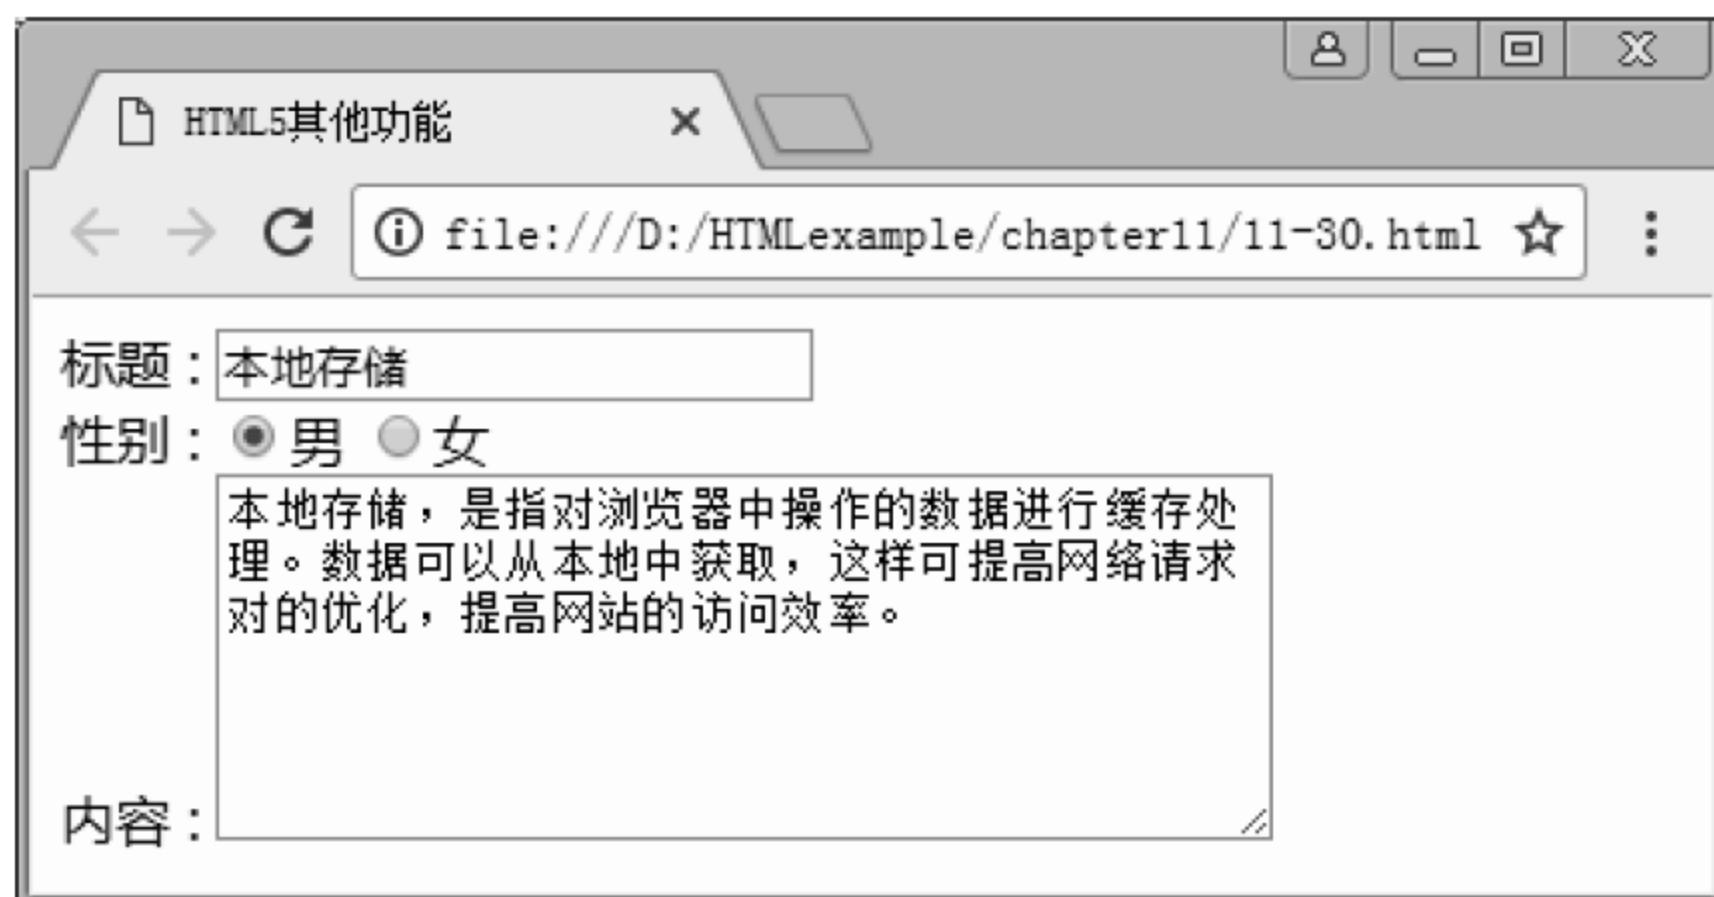 HTML5其他功能
file:///D:/HTMLexample/chapter11/11-30.html
标题：本地存储
性别：男 女
本地存储，是指对浏览器中操作的数据进行缓存处
理。数据可以从本地中获取，这样可提高网络请求
对的优化，提高网站的访问效率。
内容：